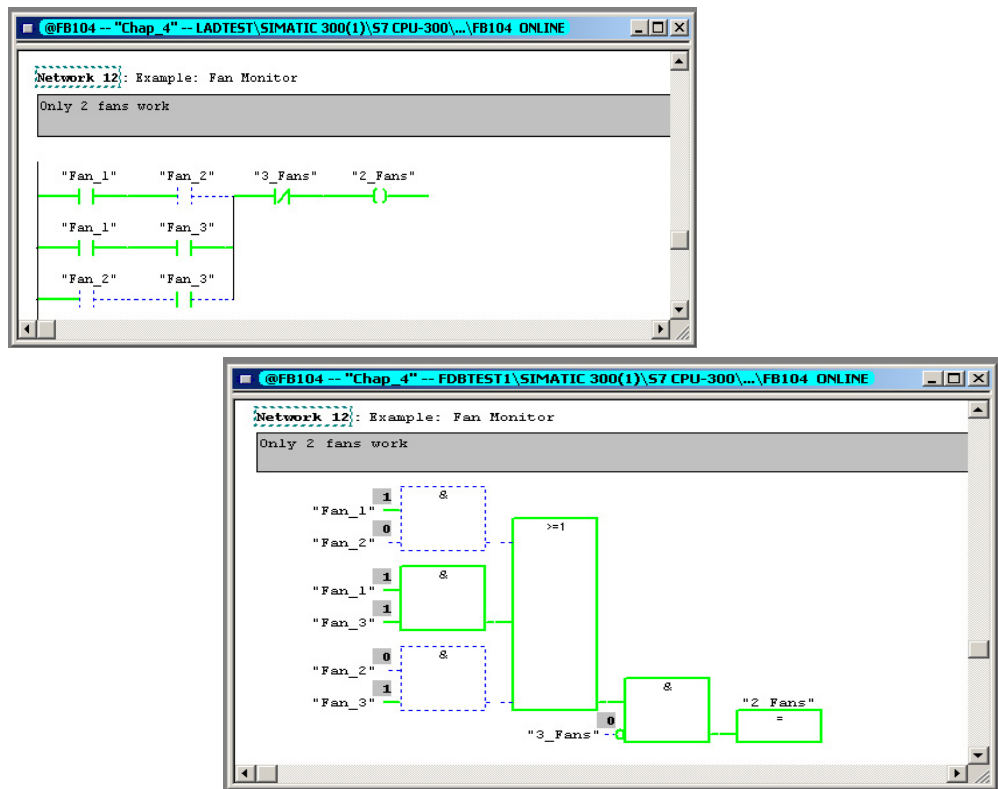 @FB104 -- "Chap_4" -- LADTEST\SIMATIC 300(1)\S7 CPU-300\...\FB104 ONLINE
Network 12: Example: Fan Monitor
Only 2 fans work
"Fan_1" "Fan_2" "3_Fans" "2_Fans"
"Fan_1" "Fan_3"
"Fan_2" "Fan_3"
@FB104 -- "Chap_4" -- FDBTEST1\SIMATIC 300(1)\S7 CPU-300\...\FB104 ONLINE
Network 12: Example: Fan Monitor
Only 2 fans work
1 &
"Fan_1"
0 >=1
"Fan_2"
1 &
"Fan_1"
1
"Fan_3"
0 &
"Fan_2"
1 &
"Fan_3" "2_Fans"
0 =
"3_Fans"